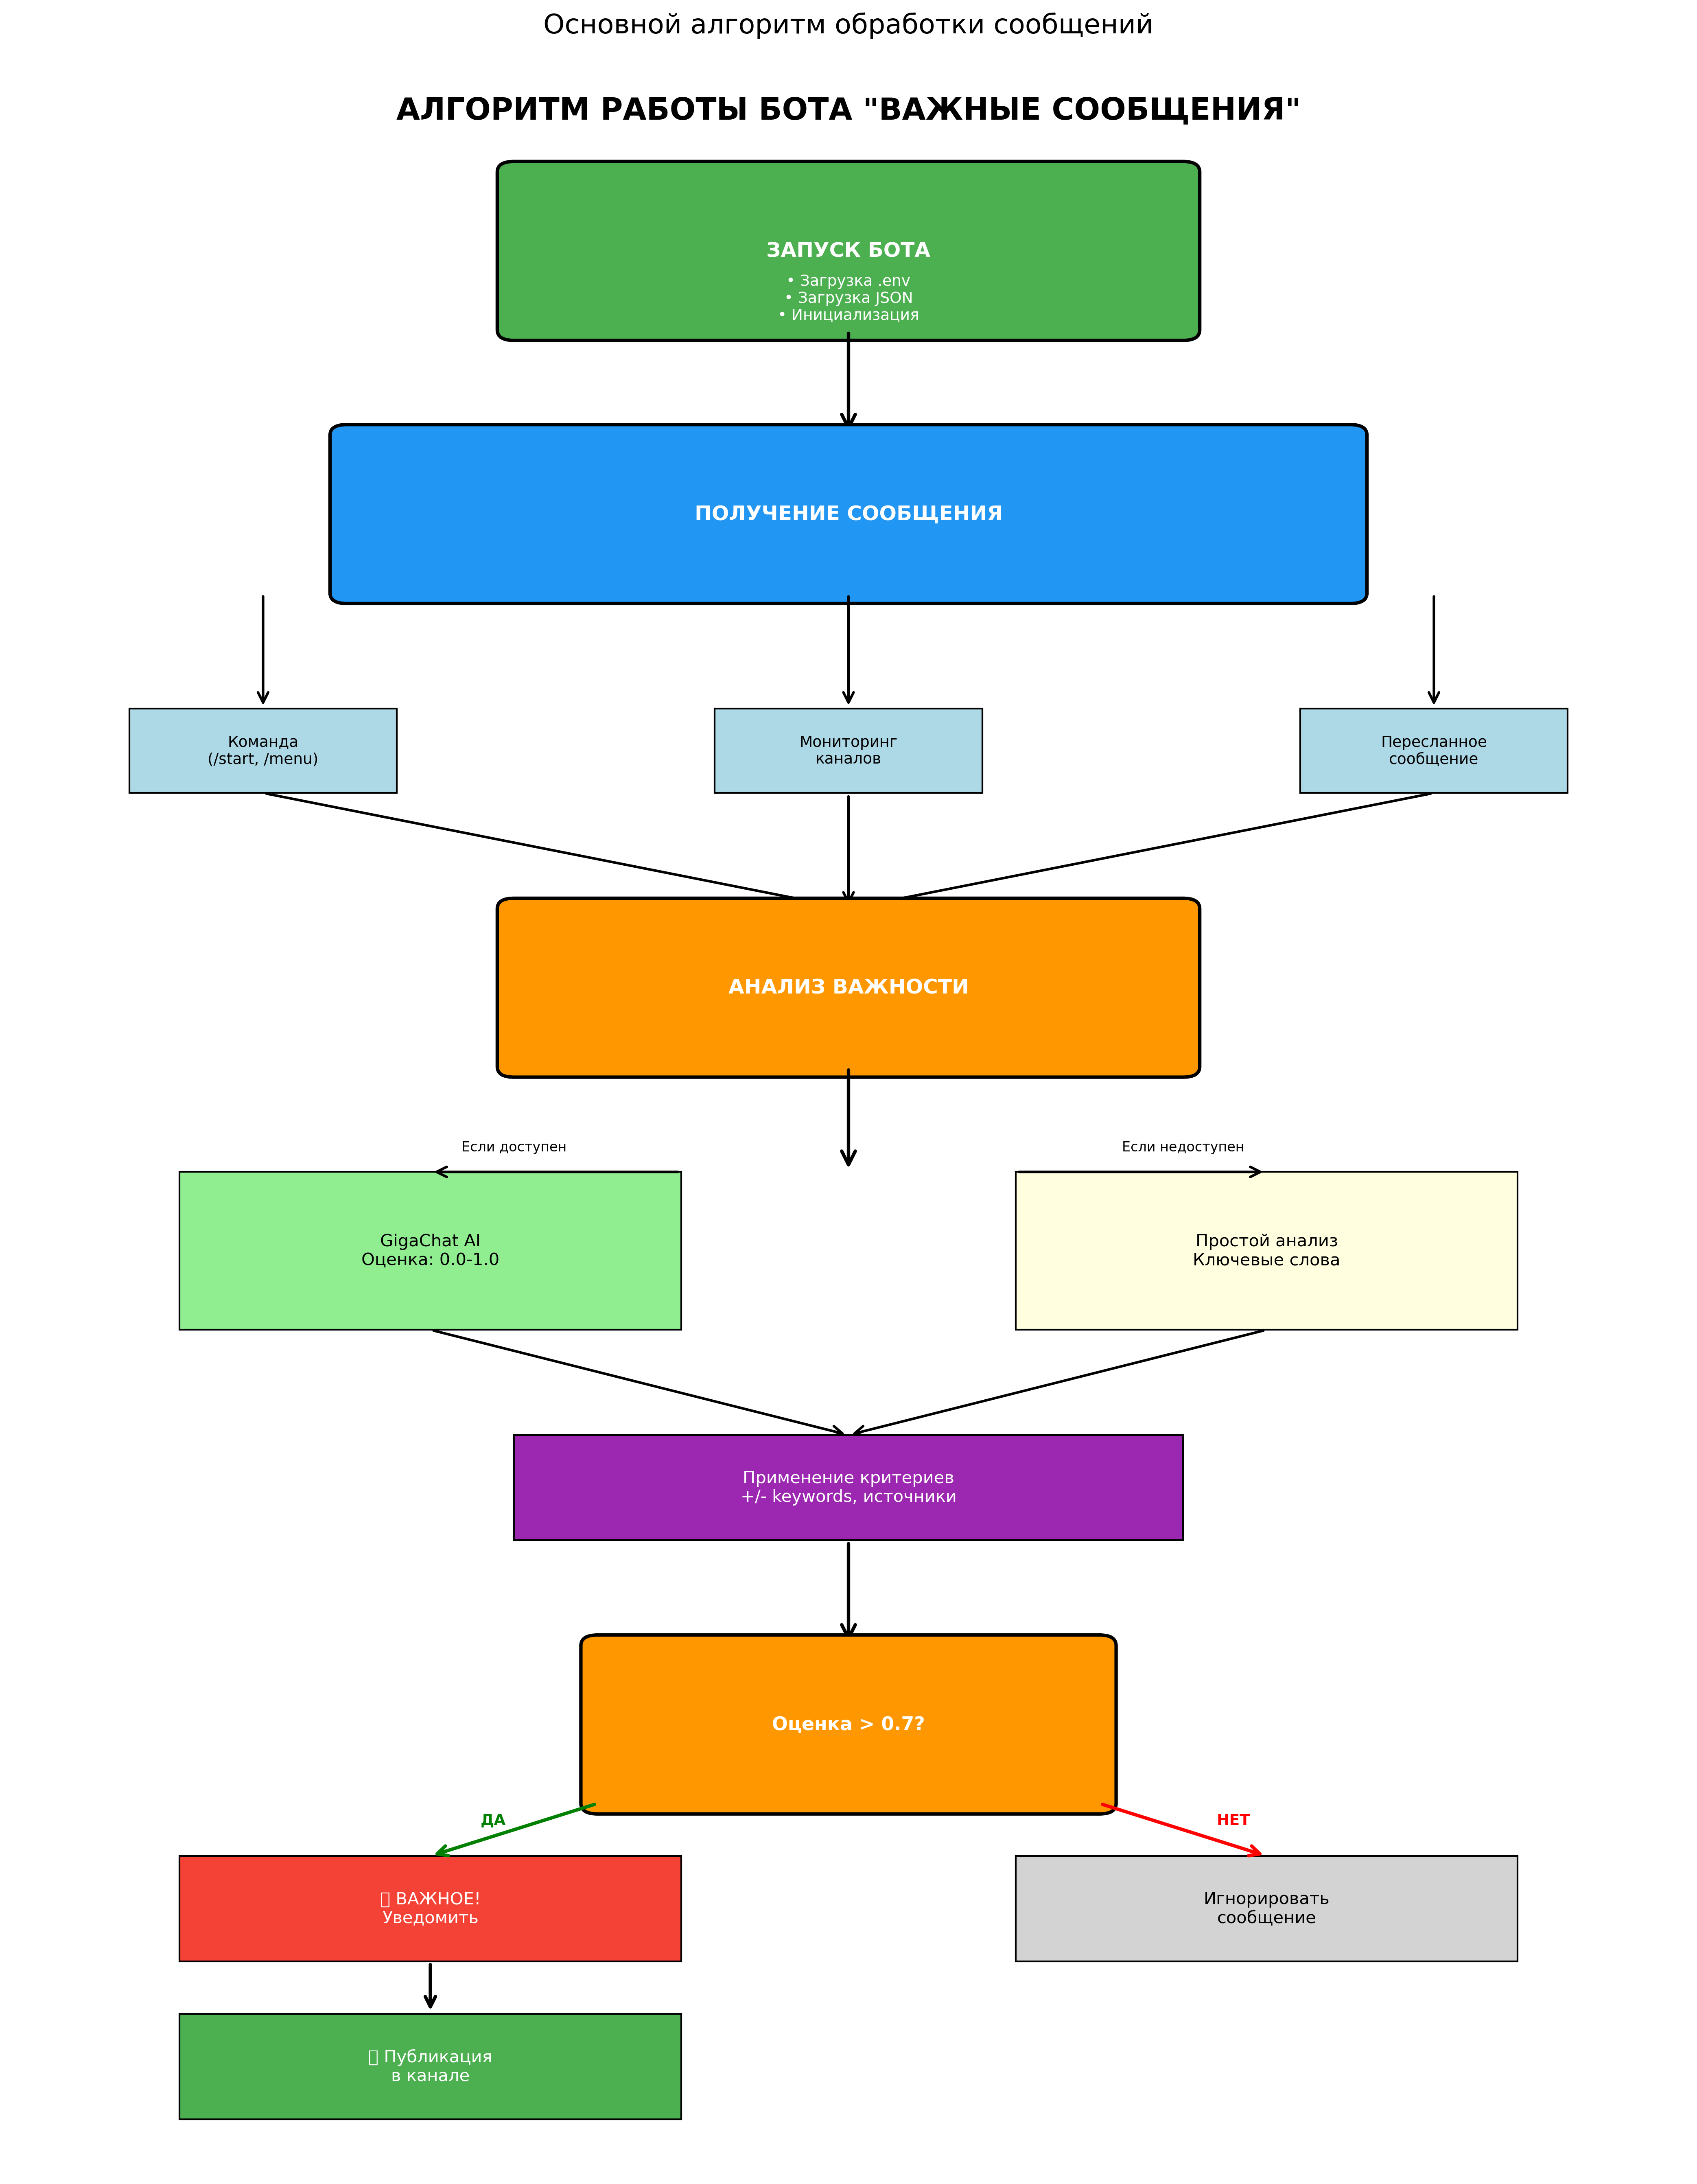 Основной алгоритм обработки сообщений
АЛГОРИТМ РАБОТЫ БОТА "ВАЖНЫЕ СООБЩЕНИЯ"
ЗАПУСК БОТА
• Загрузка .env
• Загрузка JSON
• Инициализация
ПОЛУЧЕНИЕ СООБЩЕНИЯ
Команда
(/start, /menu)
Мониторинг
каналов
Пересланное
сообщение
АНАЛИЗ ВАЖНОСТИ
Если доступен
Если недоступен
GigaChat AI
Оценка: 0.0-1.0
Простой анализ
Ключевые слова
Применение критериев
+/- keywords, источники
Оценка > 0.7?
ДА
НЕТ
ВАЖНОЕ!
Уведомить
Игнорировать
сообщение
Публикация
в канале